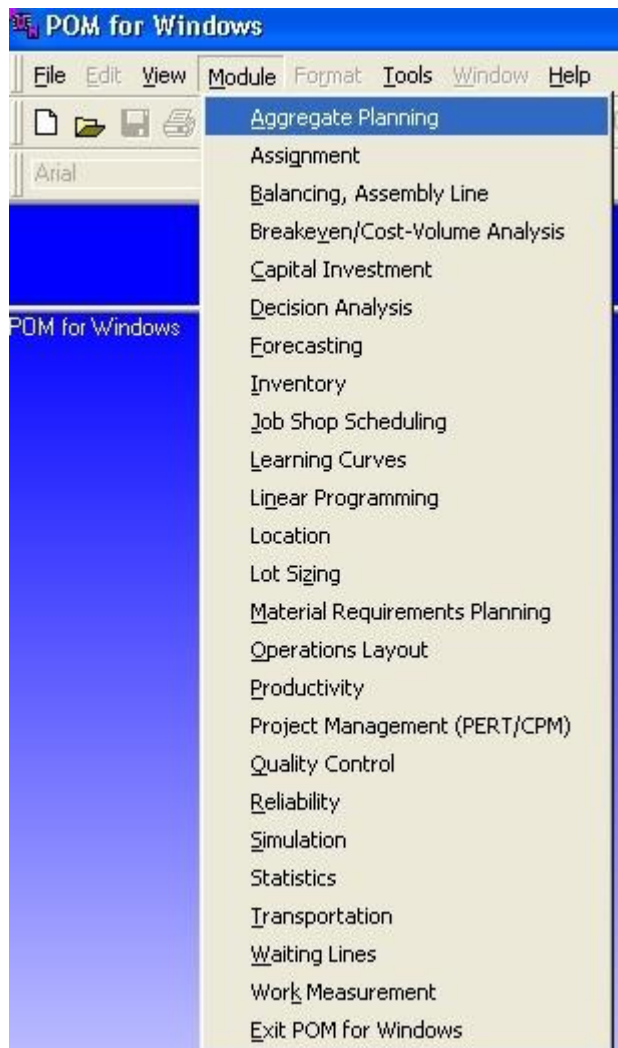 POM for Windows
File Edit View Module Format Tools Window Help
Arial
Aggregate Planning
Assignment
Balancing, Assembly Line
Breakeven/Cost-Volume Analysis
Capital Investment
Decision Analysis
POM for Windows
Forecasting
Inventory
Job Shop Scheduling
Learning Curves
Linear Programming
Location
Lot Sizing
Material Requirements Planning
Operations Layout
Productivity
Project Management (PERT/CPM)
Quality Control
Reliability
Simulation
Statistics
Transportation
Waiting Lines
Work Measurement
Exit POM for Windows